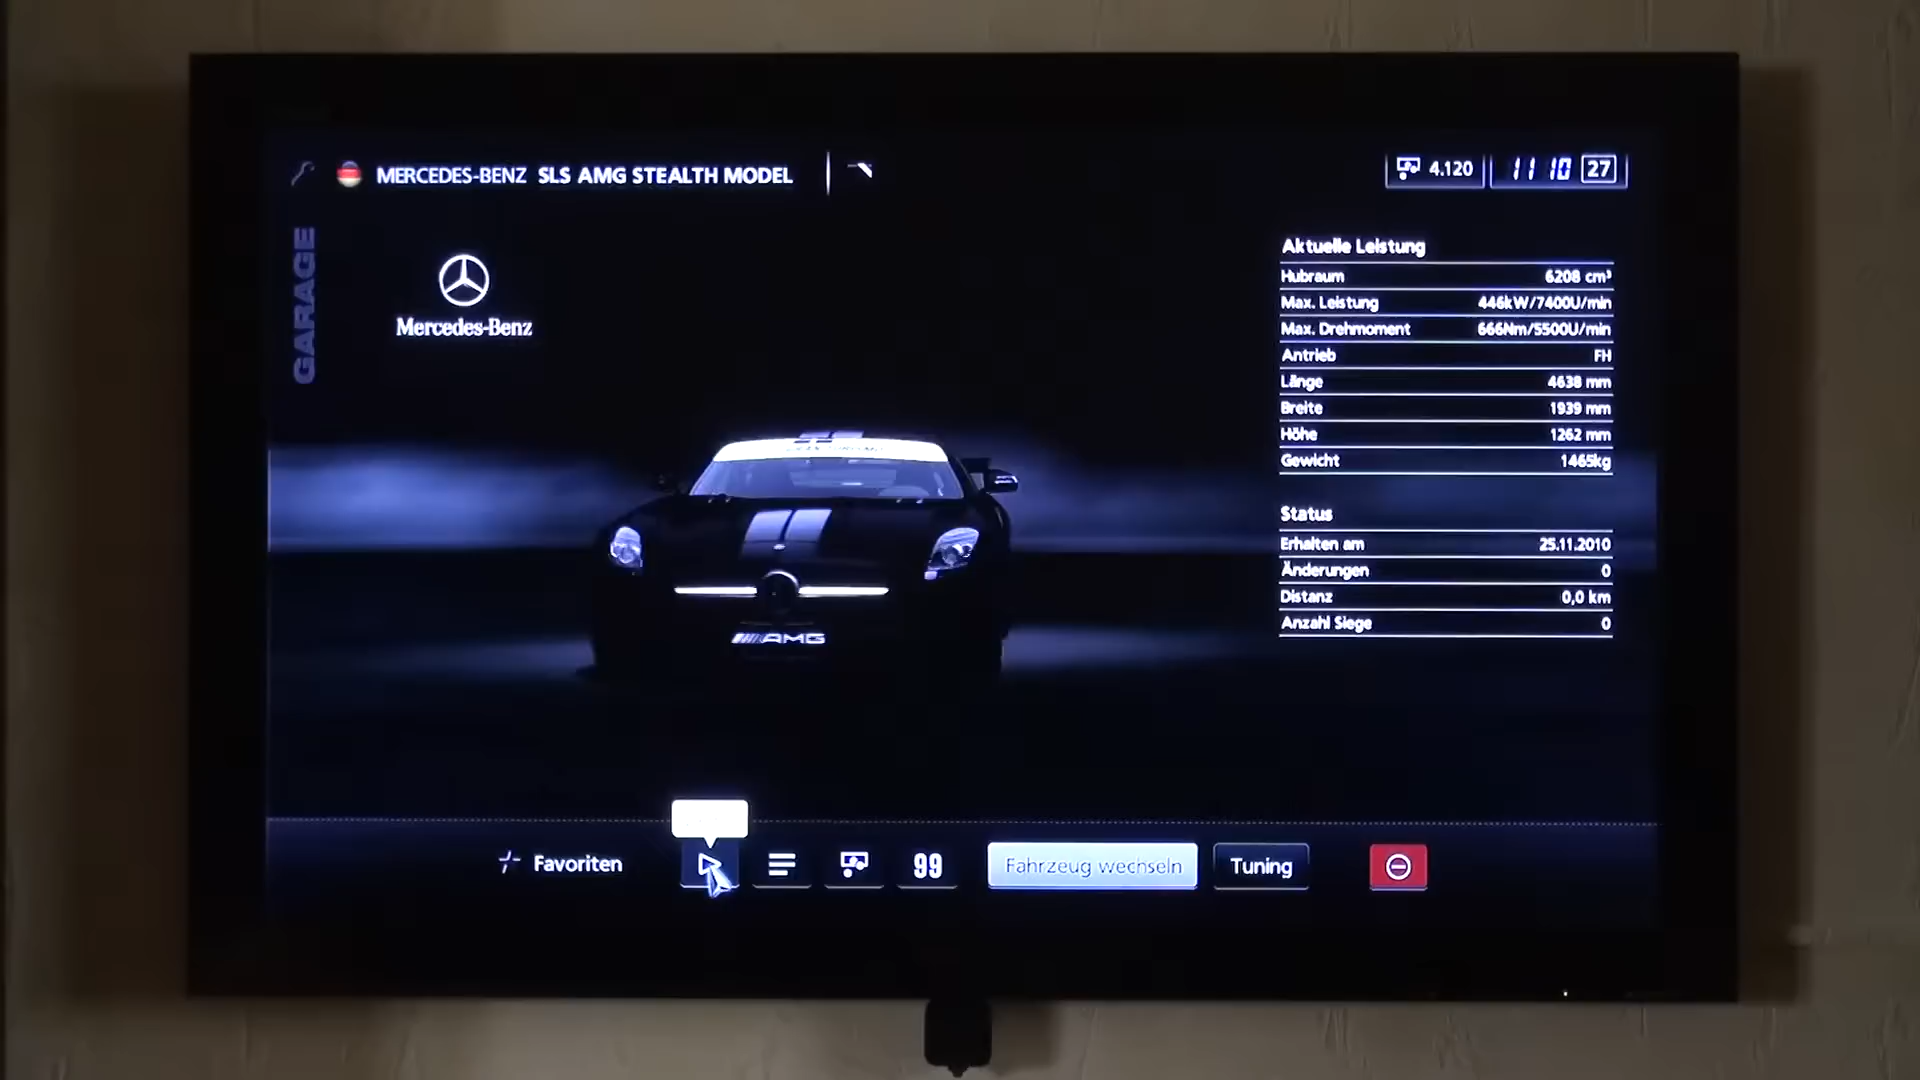 MERCEDES-BENZ SLS AMG STEALTH MODEL
4.120
11 10 27
GARAGE
Mercedes-Benz
Aktuelle Leistung
Hubraum 6208 cm³
Max. Leistung 446kW/7400U/min
Max. Drehmoment 666Nm/5500U/min
Antrieb FH
Länge 4638 mm
Breite 1939 mm
Höhe 1262 mm
Gewicht 1465kg
Status
Erhalten am 25.11.2010
Änderungen 0
Distanz 0,0 km
Anzahl Siege 0
AMG
Favoriten
99
Fahrzeug wechseln
Tuning